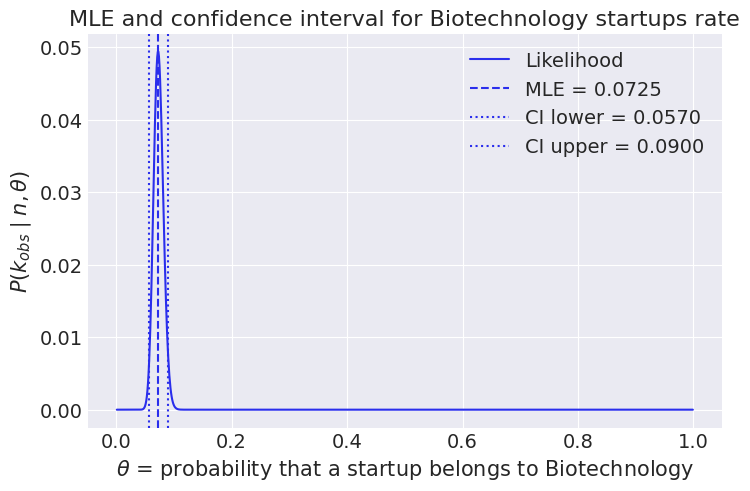 MLE and confidence interval for Biotechnology startups rate
Likelihood
MLE = 0.0725
CI lower = 0.0570
CI upper = 0.0900
P(k_obs | n, θ)
0.05
0.04
0.03
0.02
0.01
0.00
0.0 0.2 0.4 0.6 0.8 1.0
θ = probability that a startup belongs to Biotechnology